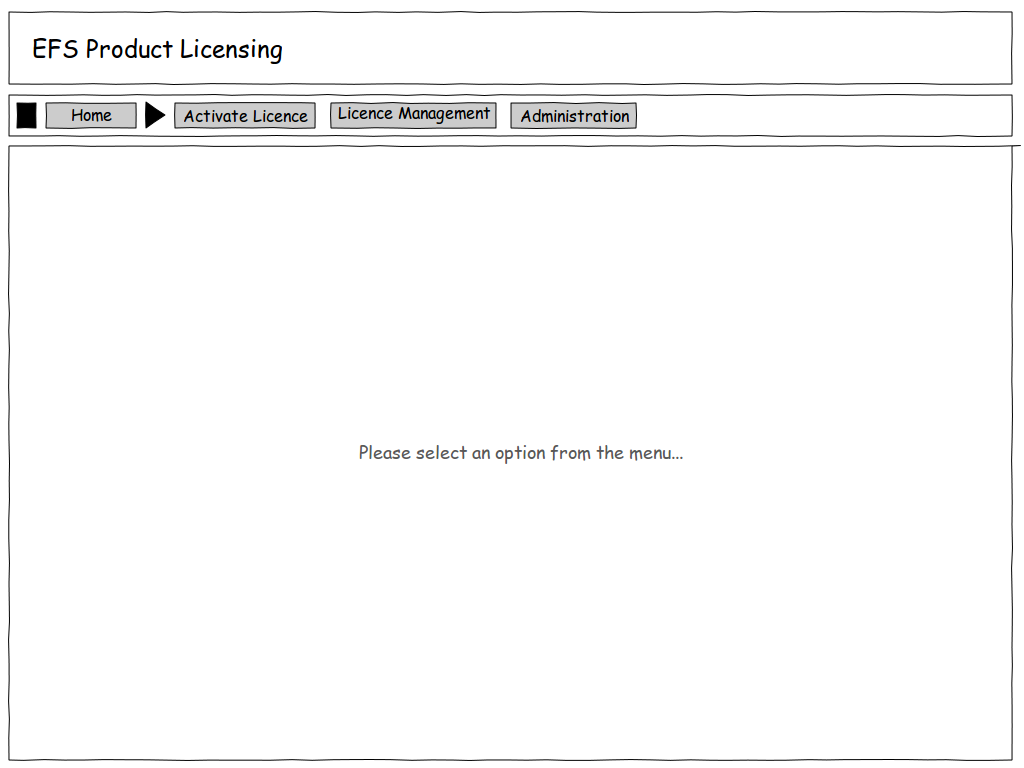 EFS Product Licensing
Home Activate Licence Licence Management Administration
Please select an option from the menu...